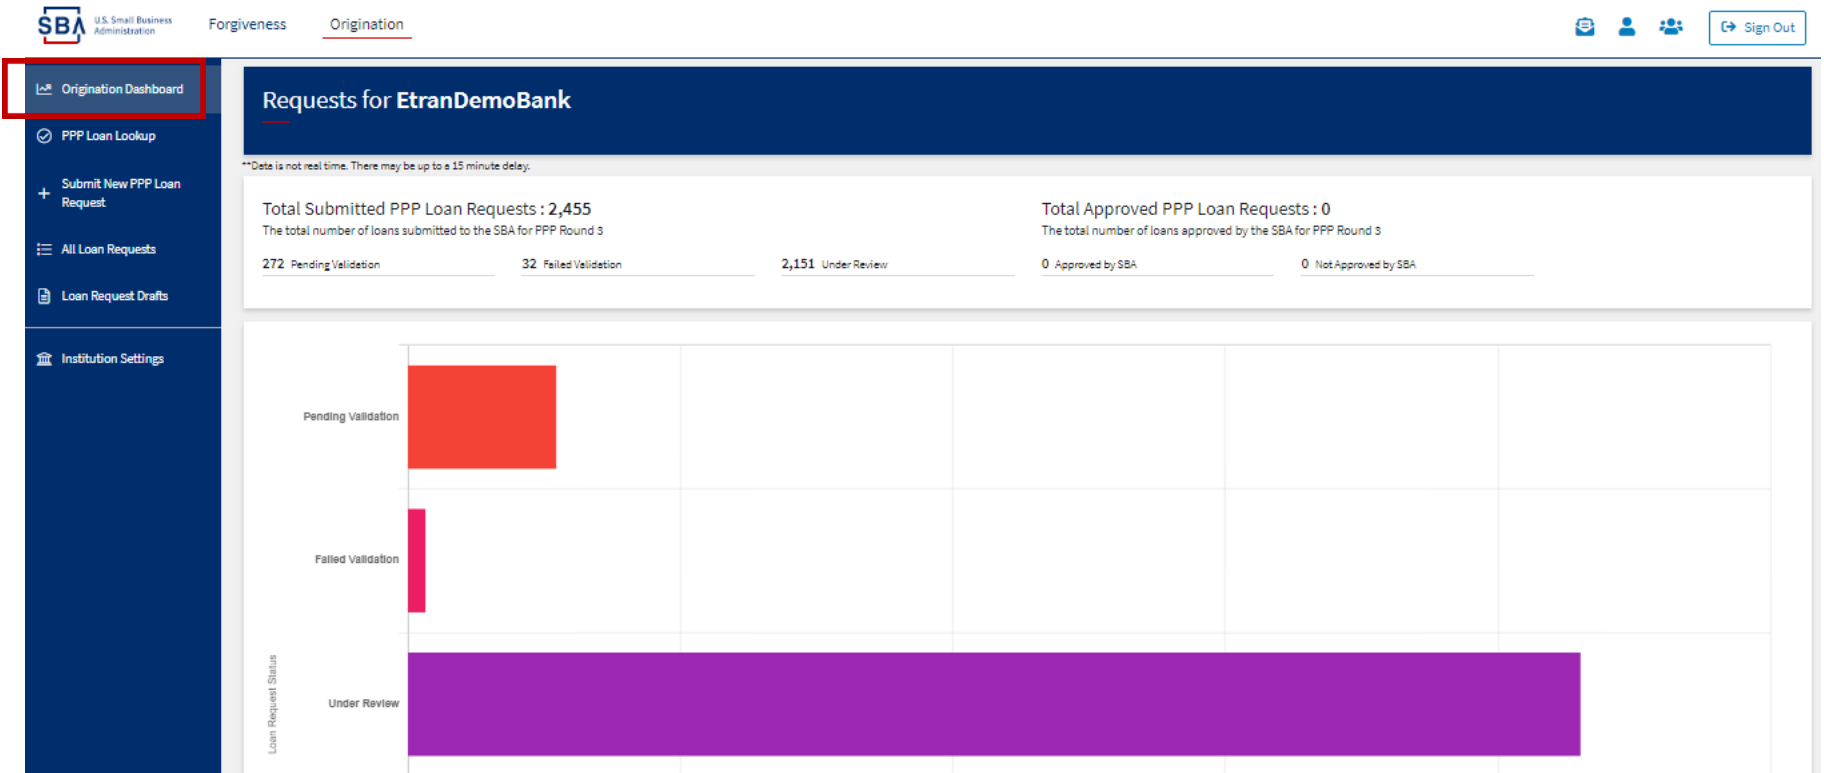 SBA U.S. Small Business Administration
Forgiveness
Origination
Sign Out
Origination Dashboard
PPP Loan Lookup
Submit New PPP Loan
Request
All Loan Requests
Loan Request Drafts
Institution Settings
Requests for EtranDemoBank
**Data is not real time. There may be up to a 15 minute delay.
Total Submitted PPP Loan Requests : 2,455
The total number of loans submitted to the SBA for PPP Round 3
272 Pending Validation
32 Failed Validation
2,151 Under Review
Total Approved PPP Loan Requests : 0
The total number of loans approved by the SBA for PPP Round 3
0 Approved by SBA
0 Not Approved by SBA
Pending Validation
Failed Validation
Under Review
Loan Request Status